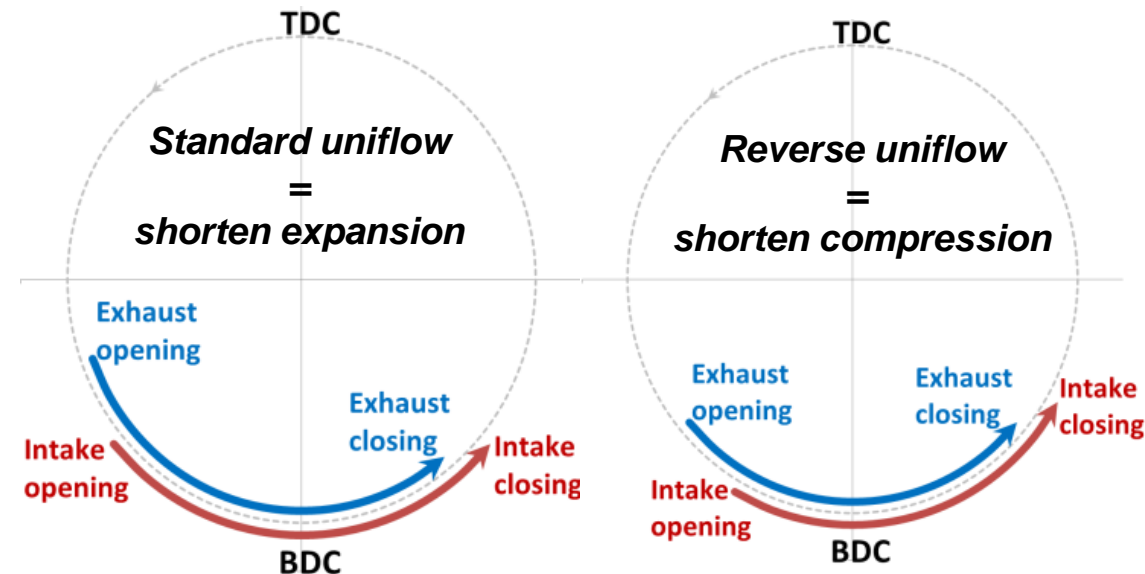 TDC
Standard uniflow
=
shorten expansion
Exhaust
opening
Exhaust
closing
Intake
opening
Intake
closing
BDC
TDC
Reverse uniflow
=
shorten compression
Exhaust
opening
Exhaust
closing
Intake
closing
Intake
opening
BDC